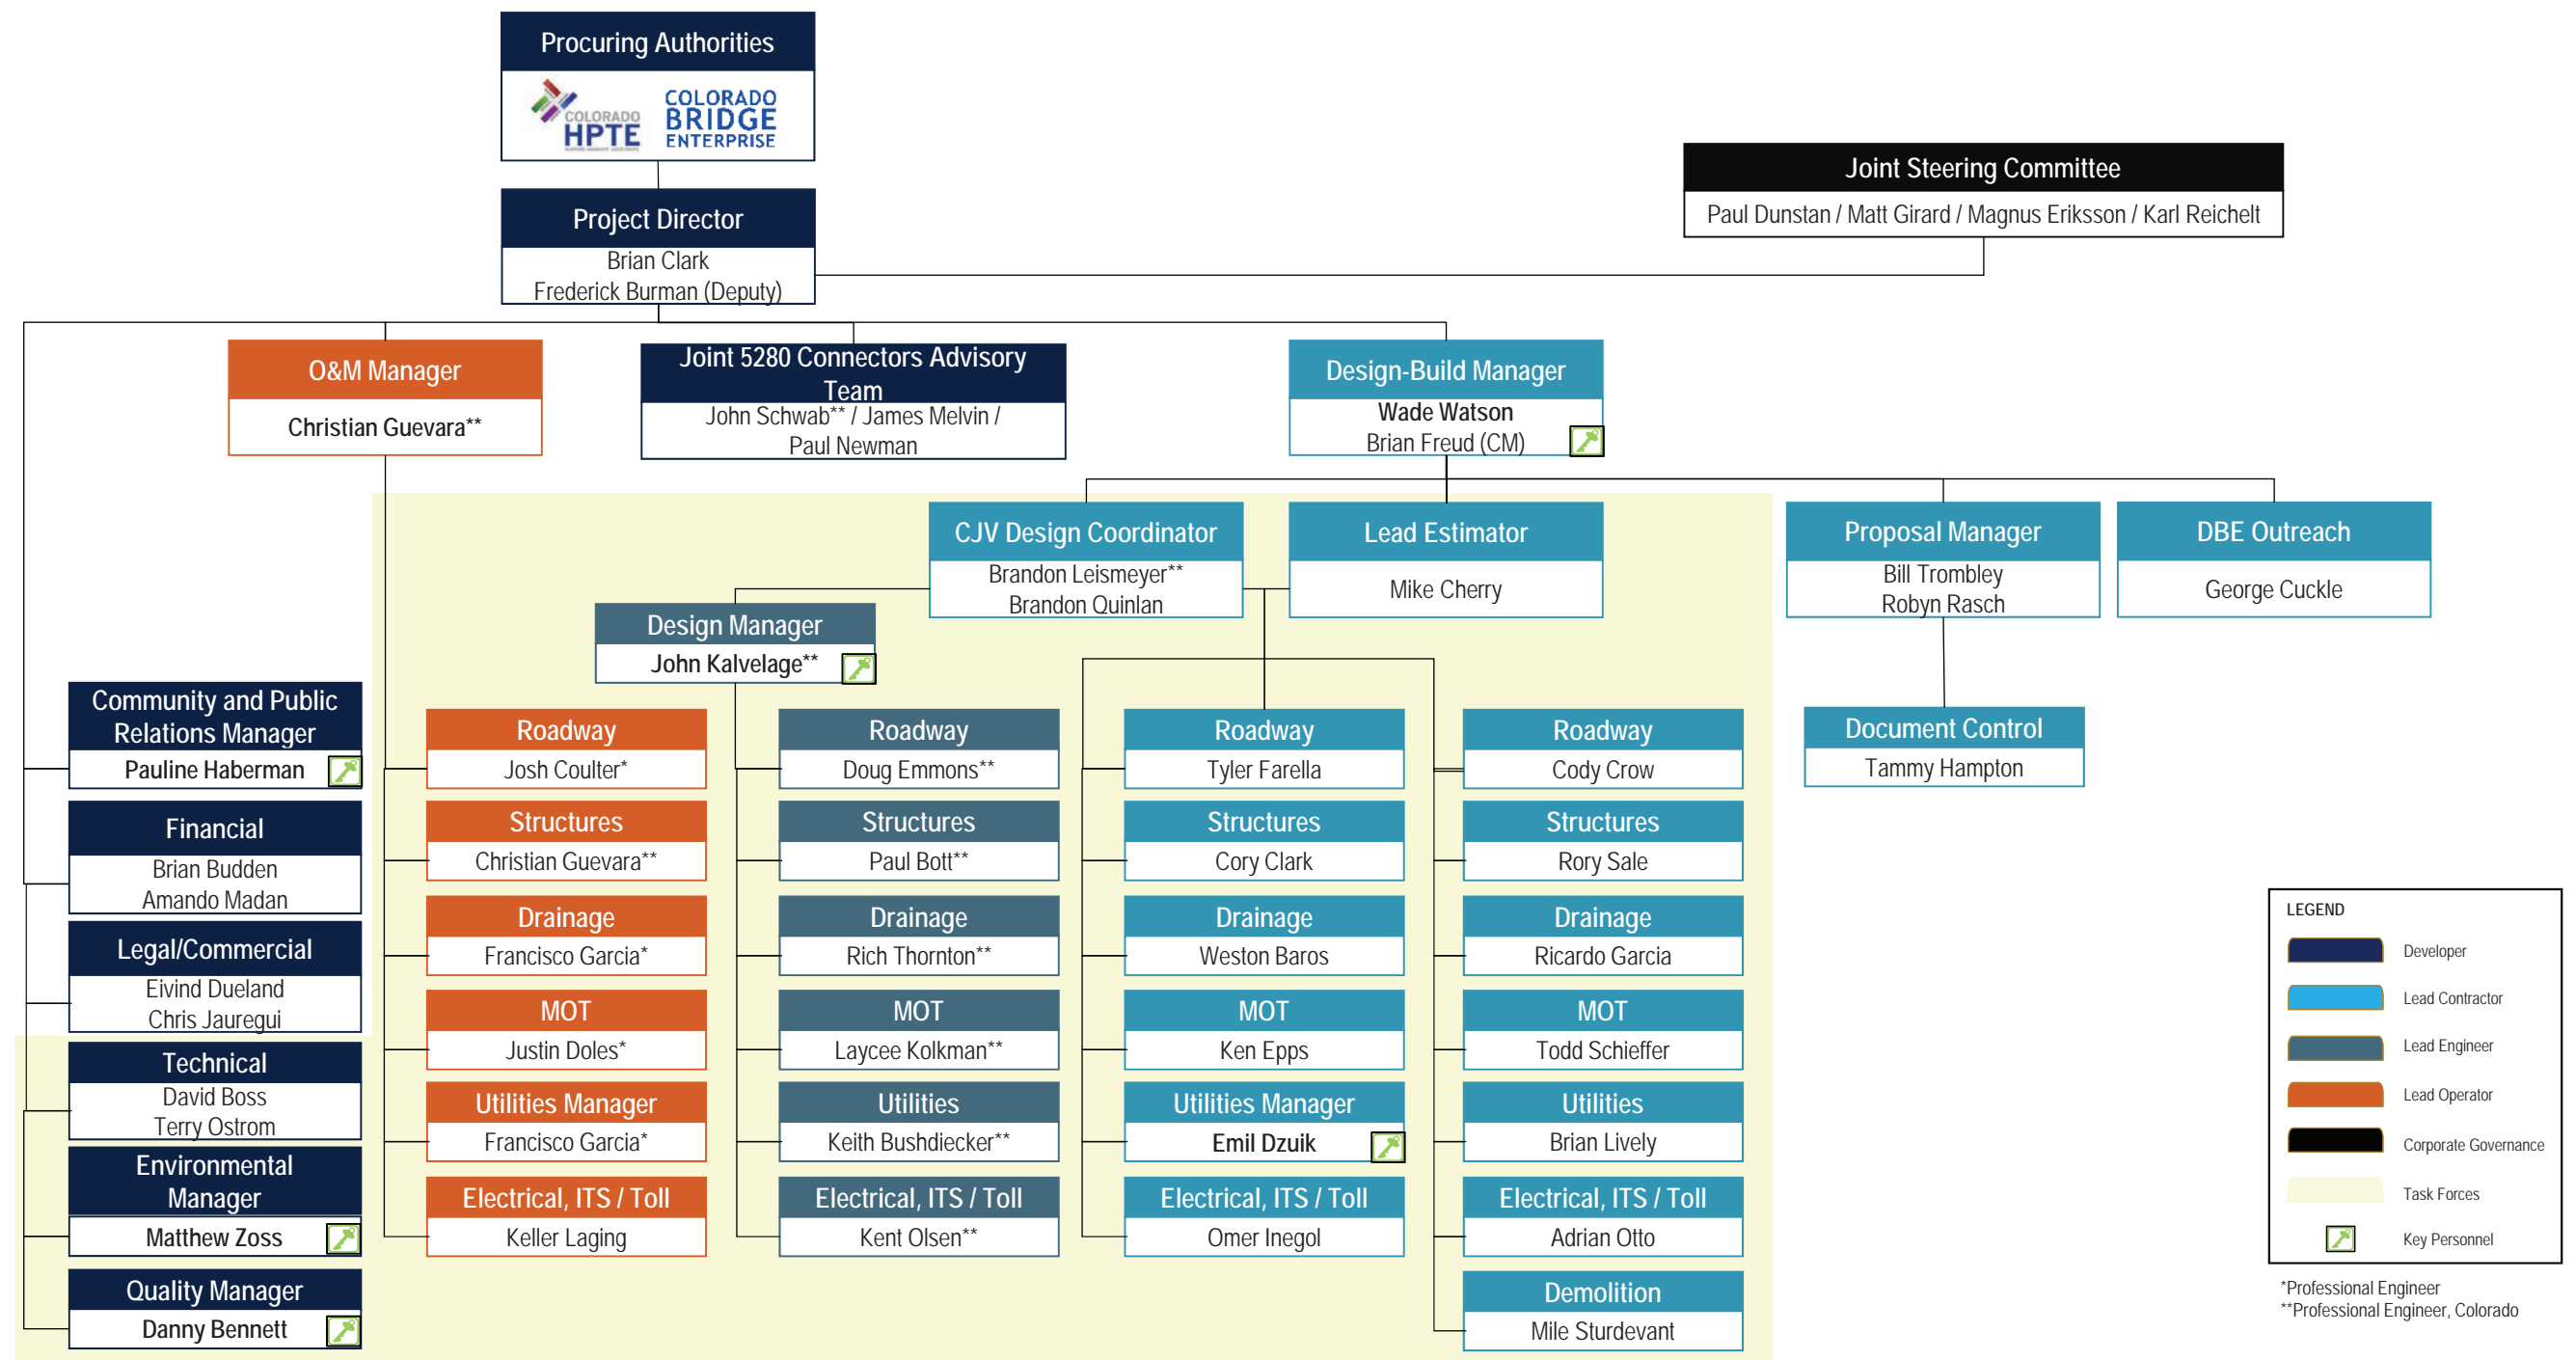 Procuring Authorities
COLORADO
HPTE
COLORADO
BRIDGE
ENTERPRISE
Joint Steering Committee
Paul Dunstan / Matt Girard / Magnus Eriksson / Karl Reichelt
Project Director
Brian Clark
Frederick Burman (Deputy)
O&M Manager
Christian Guevara**
Joint 5280 Connectors Advisory
Team
John Schwab** / James Melvin /
Paul Newman
Design-Build Manager
Wade Watson
Brian Freud (CM)
CJV Design Coordinator
Brandon Leismeyer**
Brandon Quinlan
Lead Estimator
Mike Cherry
Proposal Manager
Bill Trombley
Robyn Rasch
DBE Outreach
George Cuckle
Design Manager
John Kalvelage**
Document Control
Tammy Hampton
Community and Public
Relations Manager
Pauline Haberman
Financial
Brian Budden
Amando Madan
Legal/Commercial
Eivind Dueland
Chris Jauregui
Technical
David Boss
Terry Ostrom
Environmental
Manager
Matthew Zoss
Quality Manager
Danny Bennett
Roadway
Josh Coulter*
Structures
Christian Guevara**
Drainage
Francisco Garcia*
MOT
Justin Doles*
Utilities Manager
Francisco Garcia*
Electrical, ITS / Toll
Keller Laging
Roadway
Doug Emmons**
Structures
Paul Bott**
Drainage
Rich Thornton**
MOT
Laycee Kolkman**
Utilities
Keith Bushdiecker**
Electrical, ITS / Toll
Kent Olsen**
Roadway
Tyler Farella
Structures
Cory Clark
Drainage
Weston Baros
MOT
Ken Epps
Utilities Manager
Emil Dzuik
Electrical, ITS / Toll
Omer Inegol
Roadway
Cody Crow
Structures
Rory Sale
Drainage
Ricardo Garcia
MOT
Todd Schieffer
Utilities
Brian Lively
Electrical, ITS / Toll
Adrian Otto
Demolition
Mile Sturdevant
LEGEND
Developer
Lead Contractor
Lead Engineer
Lead Operator
Corporate Governance
Task Forces
Key Personnel
*Professional Engineer
**Professional Engineer, Colorado